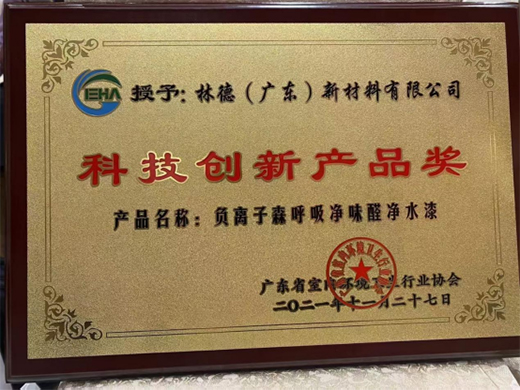 IEHA
授予:林德(广东)新材料有限公司
科技创新产品奖
产品名称:负离子森呼吸净味醛净水漆
广东省室内环境卫生行业协会
二〇二一年十一月二十七日